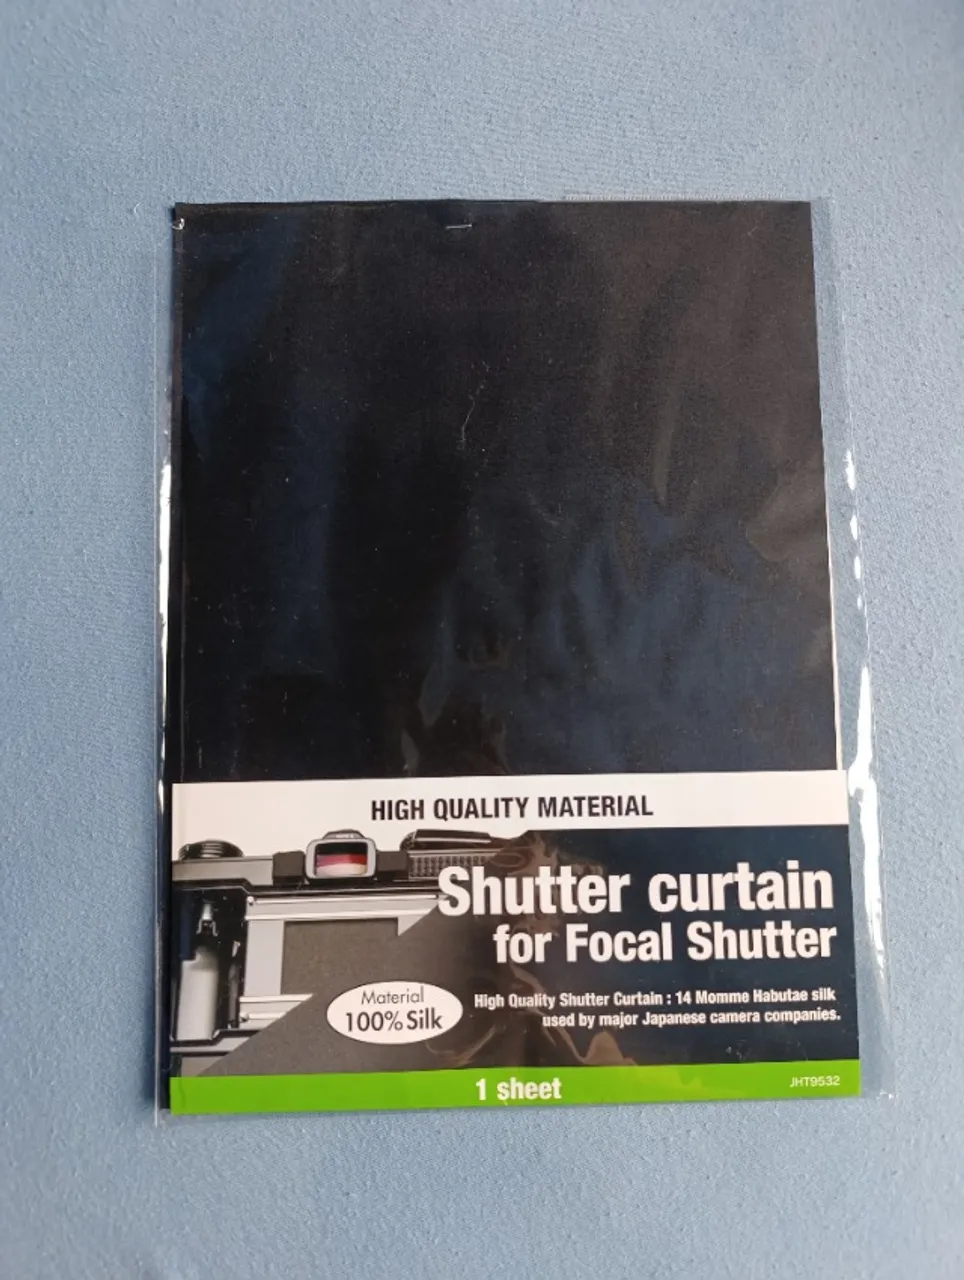 HIGH QUALITY MATERIAL
Shutter curtain
for Focal Shutter
Material
100% Silk
High Quality Shutter Curtain : 14 Momme Habutae silk
used by major Japanese camera companies.
1 sheet
JHT9532